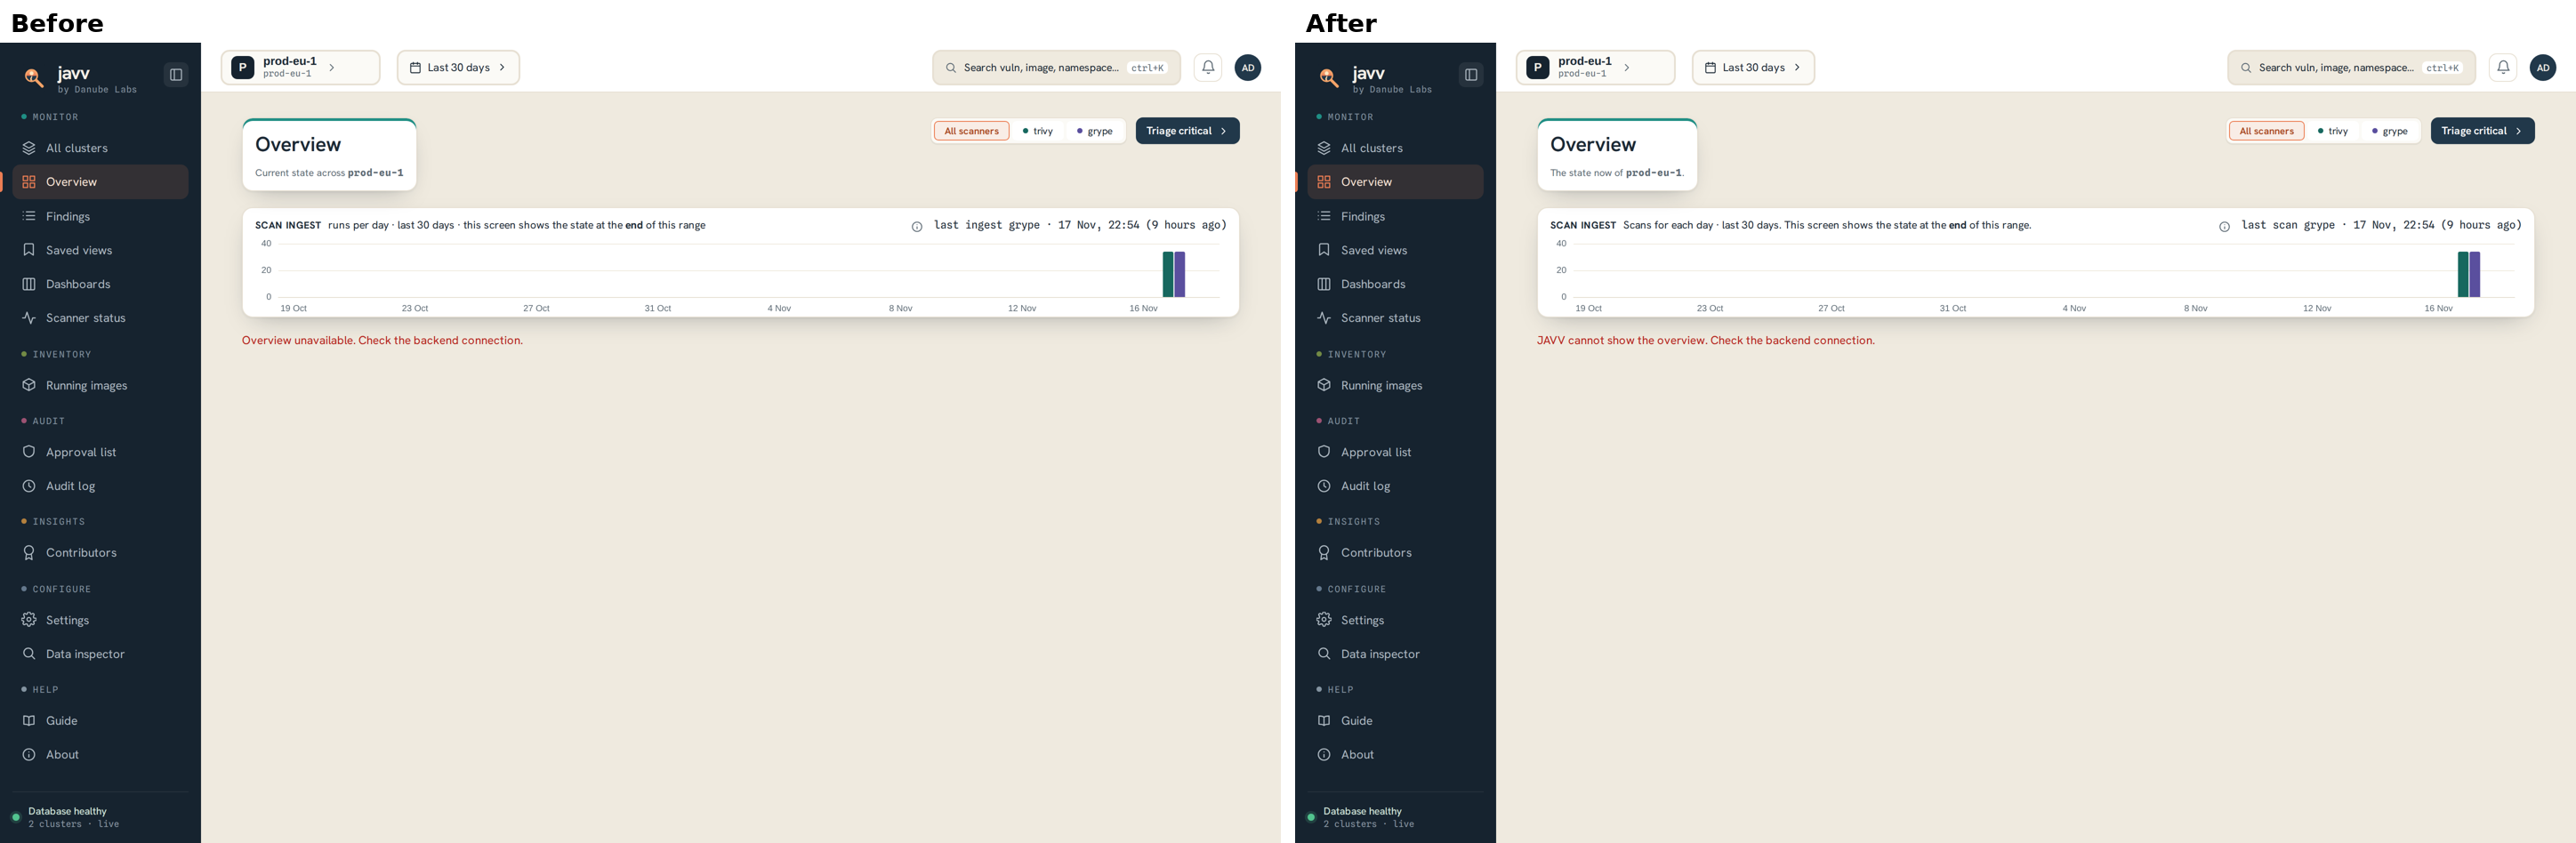 Before
javv
by Danube Labs
MONITOR
All clusters
Overview
Findings
Saved views
Dashboards
Scanner status
INVENTORY
Running images
AUDIT
Approval list
Audit log
INSIGHTS
Contributors
CONFIGURE
Settings
Data inspector
HELP
Guide
About
Database healthy
2 clusters · live
P
prod-eu-1
prod-eu-1
Last 30 days
Search vuln, image, namespace... ctrl+K
AD
Overview
Current state across prod-eu-1
All scanners trivy grype
Triage critical
SCAN INGEST runs per day · last 30 days · this screen shows the state at the end of this range
last ingest grype · 17 Nov, 22:54 (9 hours ago)
40
20
0
19 Oct 23 Oct 27 Oct 31 Oct 4 Nov 8 Nov 12 Nov 16 Nov
Overview unavailable. Check the backend connection.
After
javv
by Danube Labs
MONITOR
All clusters
Overview
Findings
Saved views
Dashboards
Scanner status
INVENTORY
Running images
AUDIT
Approval list
Audit log
INSIGHTS
Contributors
CONFIGURE
Settings
Data inspector
HELP
Guide
About
Database healthy
2 clusters · live
P
prod-eu-1
prod-eu-1
Last 30 days
Search vuln, image, namespace... ctrl+K
AD
Overview
The state now of prod-eu-1.
All scanners trivy grype
Triage critical
SCAN INGEST Scans for each day · last 30 days. This screen shows the state at the end of this range.
last scan grype · 17 Nov, 22:54 (9 hours ago)
40
20
0
19 Oct 23 Oct 27 Oct 31 Oct 4 Nov 8 Nov 12 Nov 16 Nov
JAVV cannot show the overview. Check the backend connection.